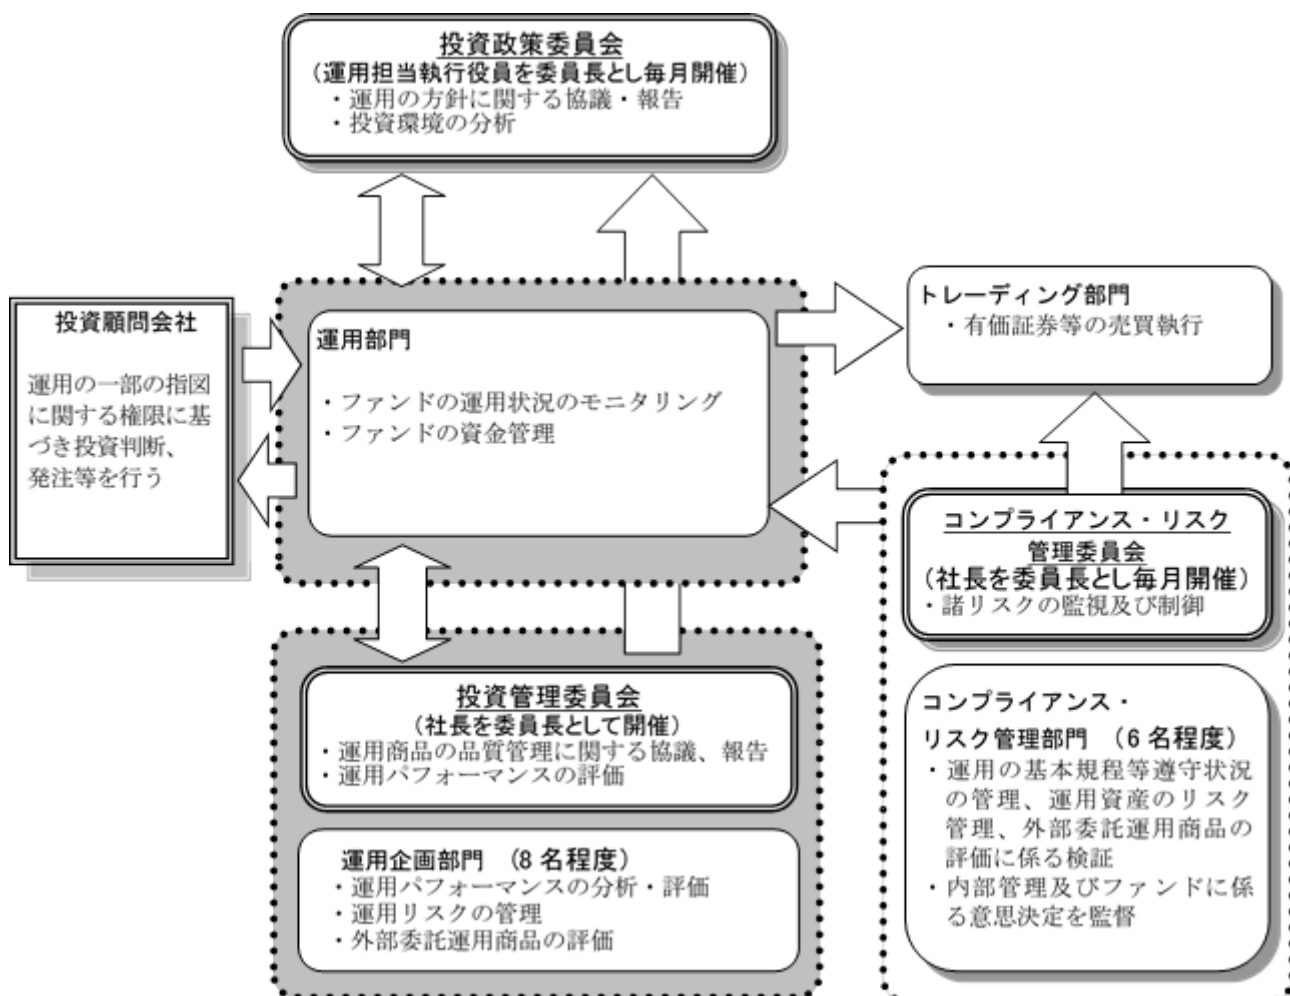 投資政策委員会
(運用担当執行役員を委員長とし毎月開催)
・運用の方針に関する協議・報告
・投資環境の分析
投資顧問会社
運用の一部の指図
に関する権限に基
づき投資判断、
発注等を行う
運用部門
・ファンドの運用状況のモニタリング
・ファンドの資金管理
トレーディング部門
・有価証券等の売買執行
コンプライアンス・リスク
管理委員会
(社長を委員長とし毎月開催)
・諸リスクの監視及び制御
投資管理委員会
(社長を委員長として開催)
・運用商品の品質管理に関する協議、報告
・運用パフォーマンスの評価
運用企画部門 (8名程度)
・運用パフォーマンスの分析・評価
・運用リスクの管理
・外部委託運用商品の評価
コンプライアンス・
リスク管理部門 (6名程度)
・運用の基本規程等遵守状況
の管理、運用資産のリスク
管理、外部委託運用商品の
評価に係る検証
・内部管理及びファンドに係
る意思決定を監督